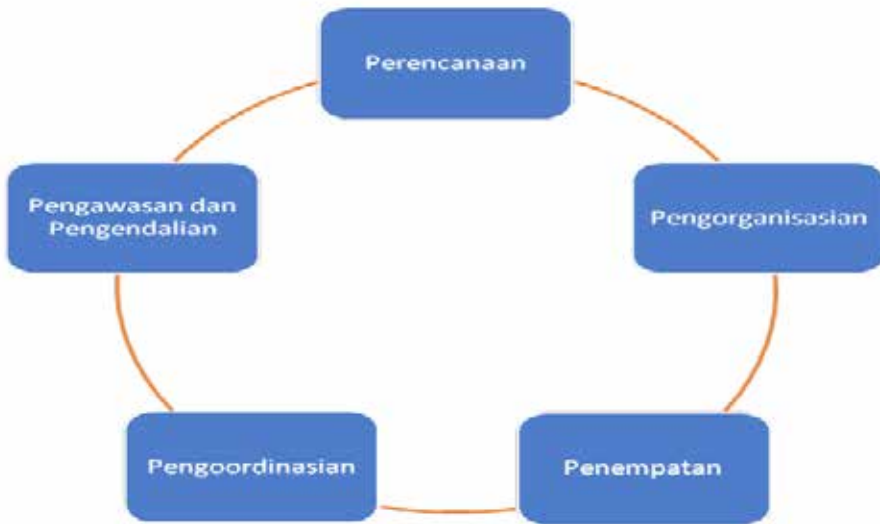 Perencanaan
Pengorganisasian
Penempatan
Pengoordinasian
Pengawasan dan
Pengendalian